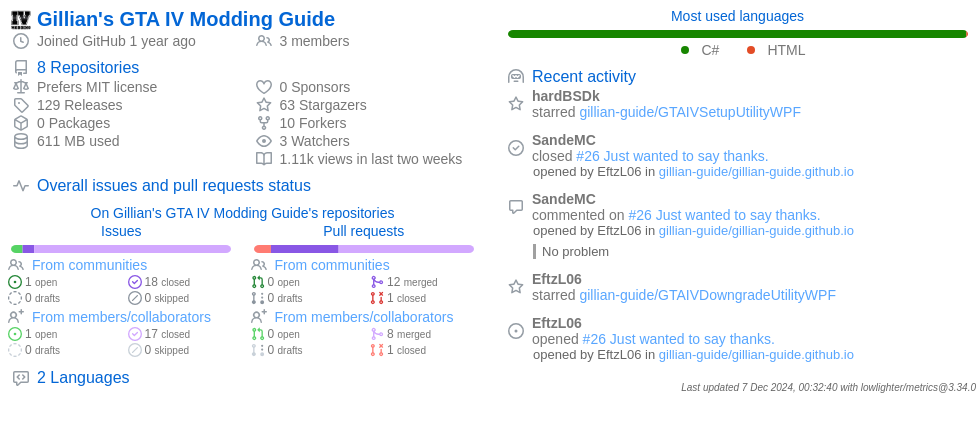 IV
Gillian's GTA IV Modding Guide
Joined GitHub 1 year ago
3 members
8 Repositories
Prefers MIT license
129 Releases
0 Packages
611 MB used
0 Sponsors
63 Stargazers
10 Forkers
3 Watchers
1.11k views in last two weeks
Overall issues and pull requests status
On Gillian's GTA IV Modding Guide's repositories
Issues
From communities
1 open
18 closed
0 drafts
0 skipped
From members/collaborators
1 open
17 closed
0 drafts
0 skipped
Pull requests
From communities
0 open
12 merged
0 drafts
1 closed
From members/collaborators
0 open
8 merged
0 drafts
1 closed
2 Languages
Most used languages
C#
HTML
Recent activity
hardBSDk
starred gillian-guide/GTAIVSetupUtilityWPF
SandeMC
closed #26 Just wanted to say thanks.
opened by EftzL06 in gillian-guide/gillian-guide.github.io
SandeMC
commented on #26 Just wanted to say thanks.
opened by EftzL06 in gillian-guide/gillian-guide.github.io
No problem
EftzL06
starred gillian-guide/GTAIVDowngradeUtilityWPF
EftzL06
opened #26 Just wanted to say thanks.
opened by EftzL06 in gillian-guide/gillian-guide.github.io
Last updated 7 Dec 2024, 00:32:40 with lowlighter/metrics@3.34.0